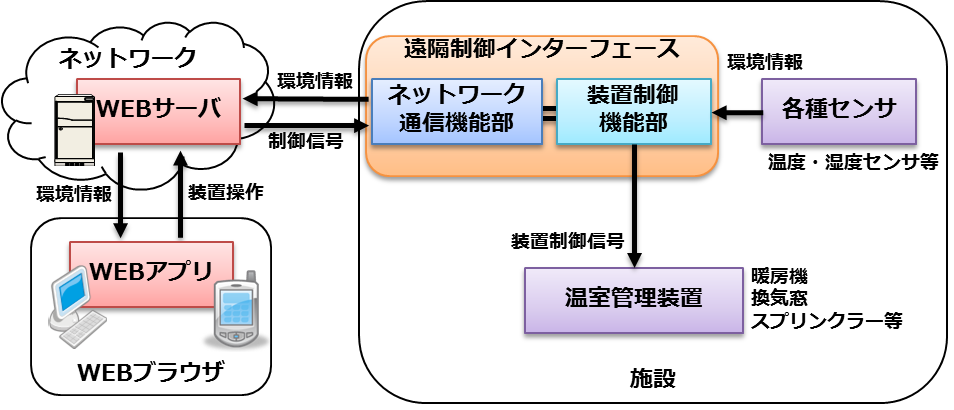 ネットワーク
WEBサーバ
環境情報
制御信号
環境情報
装置操作
WEBアプリ
WEBブラウザ
遠隔制御インターフェース
ネットワーク
通信機能部
装置制御
機能部
環境情報
各種センサ
温度・湿度センサ等
装置制御信号
温室管理装置
暖房機
換気窓
スプリンクラー等
施設